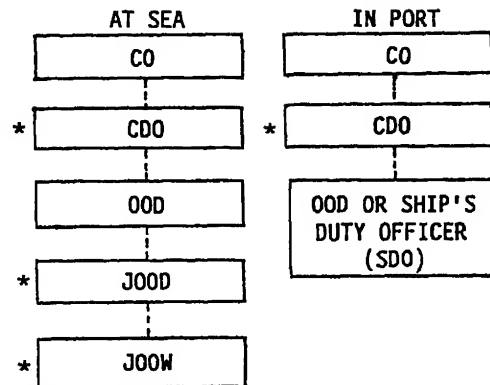 AT SEA
CO
* CDO
OOD
* JOOD
* JOOW
IN PORT
CO
* CDO
OOD OR SHIP'S
DUTY OFFICER
(SDO)